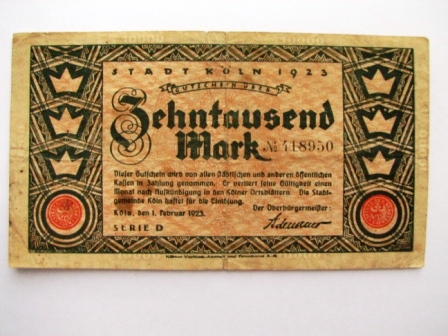 STADT KÖLN 1923
GUTSCHEIN ÜBER
Zehntausend
Mark
№ 418950
Dieser Gutschein wird von allen städtischen und anderen öffentlichen
Kassen in Zahlung genommen. Er verliert seine Gültigkeit einen
Monat nach Aufkündigung in den Kölner Ortsblättern. Die Stadt-
gemeinde Köln haftet für die Einlösung.
Köln, den 1. Februar 1923.
Der Oberbürgermeister:
Adenauer
SERIE D